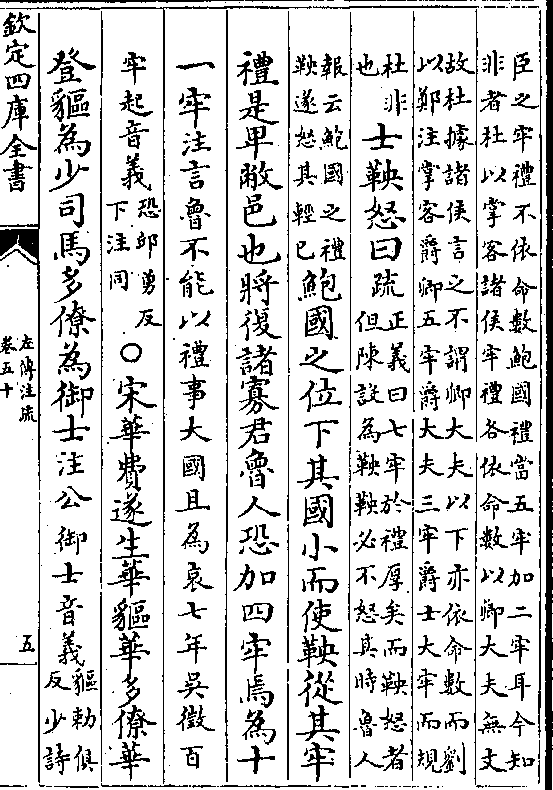 臣之牢禮不依命數鮑國禮當五牢加二牢耳今知
非者杜以掌客諸侯牢禮各依命數以卿大夫無文
故杜據諸侯言之不謂卿大夫以下亦依命數而劉
以鄭注掌客爵卿五牢爵大夫三牢爵士大牢而規
杜非
也
士鞅怒曰疏
正義曰七牢於禮厚矣而鞅怒者
但陳設為鞅鞅必不怒其時魯人
報云鮑國之禮
鞅遂怒其輕已
鮑國之位下其國小而使鞅從其牢
禮是卑敝邑也將復諸寡君魯人恐加四牢焉為十
一牢注言魯不能以禮事大國且為哀七年吳徵百
牢起音義
恐邱勇反
下注同
○宋華費遂生華貙華多僚華
登貙為少司馬多僚為御士注公御士音義
貙勅俱
反少詩
欽定四庫全書
左傳注疏
卷五十
五